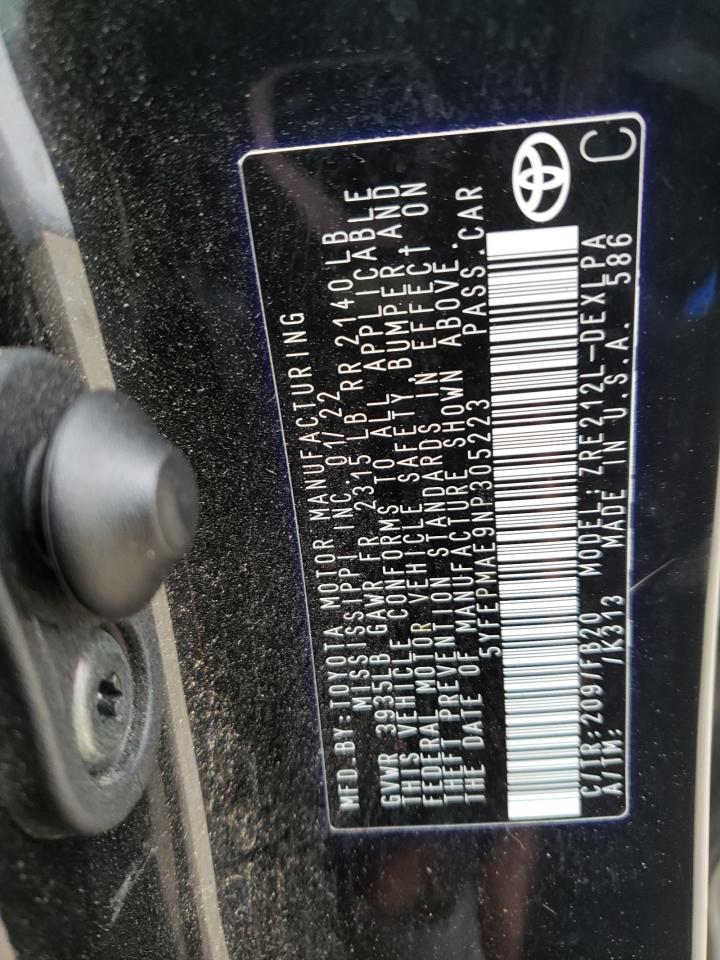 MFD.BY:TOYOTA MOTOR MANUFACTURING
MISSISSIPPI INC. 01/22
GVWR 3935LB GAWR FR 2315 LB RR 2140 LB
THIS VEHICLE CONFORMS TO ALL APPLICABLE
FEDERAL MOTOR VEHICLE SAFETY, BUMPER AND
THEFT PREVENTION STANDARDS IN EFFECT ON
THE DATE OF MANUFACTURE SHOWN ABOVE.
5YFEPMAE9NP305223 PASS.CAR
C/TR:209/FB20 MODEL:ZRE212L-DEXLPA
A/TM: /K313 MADE IN U.S.A. 586
C